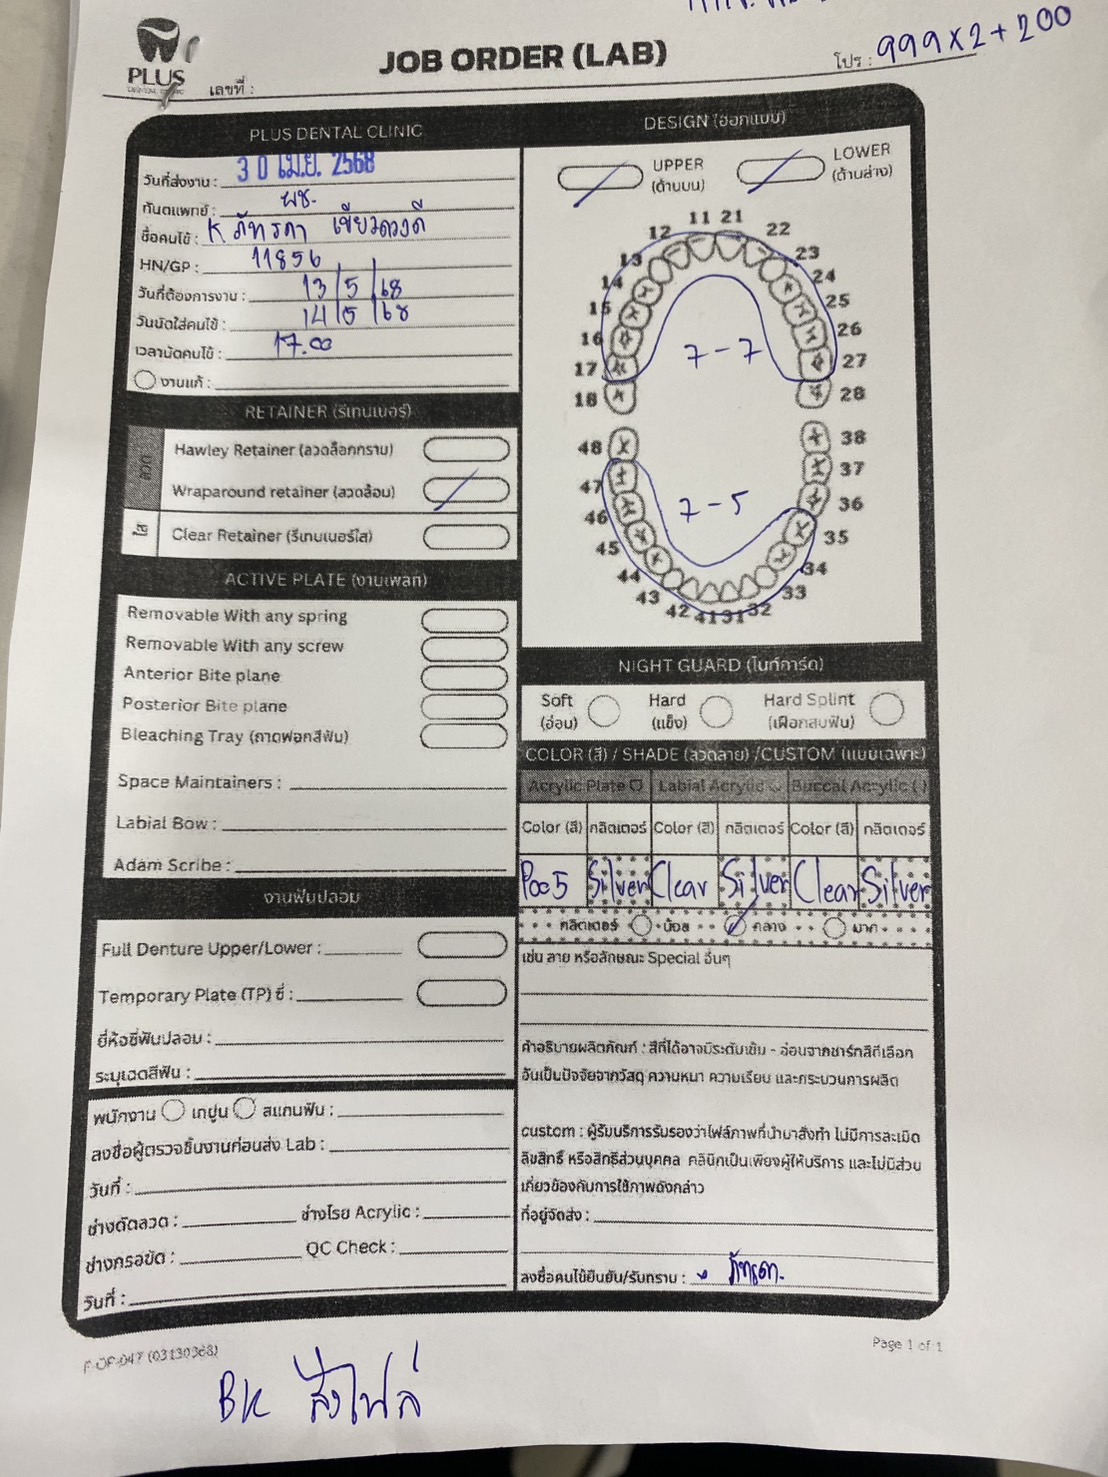 PLUS
DENTAL CLINIC
JOB ORDER (LAB)
เลขที่ :
โปร : 999x2+200
PLUS DENTAL CLINIC
วันที่ส่งงาน : 30 เม.ย. 2568
ทันตแพทย์ : ผช.
ชื่อคนไข้ : K ภัทรดา เขียวดวงดี
HN/GP : 11856
วันที่ต้องการงาน : 13/5/68
วันนัดใส่คนไข้ : 14/5/68
เวลานัดคนไข้ : 17.00
งานแก้ :
RETAINER (รีเทนเนอร์)
Hawley Retainer (ลวดล็อกกราม)
Wraparound retainer (ลวดล้อม)
Clear Retainer (รีเทนเนอร์ใส)
ACTIVE PLATE (งานเพลท)
Removable With any spring
Removable With any screw
Anterior Bite plane
Posterior Bite plane
Bleaching Tray (ถาดฟอกสีฟัน)
Space Maintainers :
Labial Bow :
Adam Scribe :
งานฟันปลอม
Full Denture Upper/Lower :
Temporary Plate (TP) ซี่ :
ยี่ห้อซี่ฟันปลอม :
ระบุเฉดสีฟัน :
พนักงาน เทปูน สแกนฟัน :
ลงชื่อผู้ตรวจชิ้นงานก่อนส่ง Lab :
วันที่ :
ช่างดัดลวด : ช่างโรย Acrylic :
ช่างกรอขัด : QC Check :
วันที่ :
DESIGN (ออกแบบ)
UPPER LOWER
(ด้านบน) (ด้านล่าง)
11 21
12 22
13 23
14 24
15 25
16 26
17 7-7 27
18 28
48 38
47 37
46 7-5 36
45 35
44 34
43 33
42 41 31 32
NIGHT GUARD (ไนท์การ์ด)
Soft Hard Hard Splint
(อ่อน) (แข็ง) (เฝือกสบฟัน)
COLOR (สี) / SHADE (ลวดลาย) /CUSTOM (แบบเฉพาะ)
Acrylic Plate Labial Acrylic Buccal Acrylic ( )
Color (สี) กลิตเตอร์ Color (สี) กลิตเตอร์ Color (สี) กลิตเตอร์
P005 Silver Clear Silver Clear Silver
กลิตเตอร์ น้อย กลาง มาก
เช่น ลาย หรือลักษณะ Special อื่นๆ
คำอธิบายผลิตภัณฑ์ : สีที่ได้อาจมีระดับเข้ม - อ่อนจากชาร์ทสีที่เลือก
อันเป็นปัจจัยจากวัสดุ ความหนา ความเรียบ และกระบวนการผลิต
custom : ผู้รับบริการรับรองว่าไฟล์ภาพที่นำมาสั่งทำ ไม่มีการละเมิด
ลิขสิทธิ์ หรือสิทธิส่วนบุคคล คลินิกเป็นเพียงผู้ให้บริการ และไม่มีส่วน
เกี่ยวข้องกับการใช้ภาพดังกล่าว
ที่อยู่จัดส่ง :
ลงชื่อคนไข้ยืนยัน/รับทราบ : ภัทรดา.
F-OP-047 (03130368)
Page 1 of 1
BK ส่งไฟล์